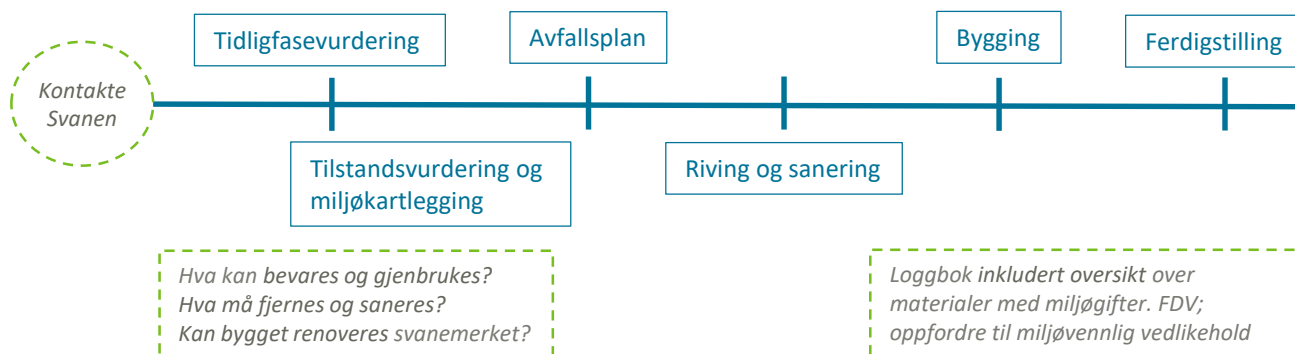 Kontakte
Svanen
Tidligfasevurdering
Avfallsplan
Bygging
Ferdigstilling
Tilstandsvurdering og
miljøkartlegging
Riving og sanering
Hva kan bevares og gjenbrukes?
Hva må fjernes og saneres?
Kan bygget renoveres svanemerket?
Loggbok inkludert oversikt over
materialer med miljøgifter. FDV;
oppfordre til miljøvennlig vedlikehold